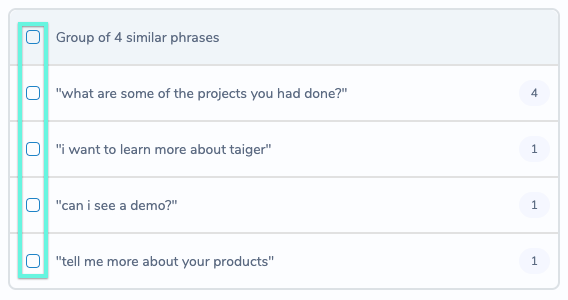 Group of 4 similar phrases
"what are some of the projects you had done?" 4
"i want to learn more about taiger" 1
"can i see a demo?" 1
"tell me more about your products" 1